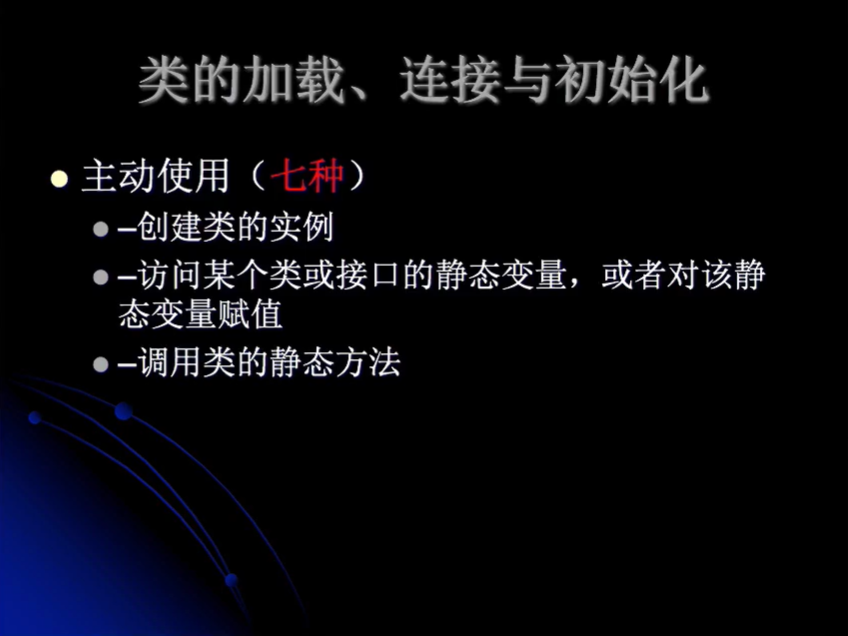 类的加载、连接与初始化
主动使用（七种）
–创建类的实例
–访问某个类或接口的静态变量，或者对该静
态变量赋值
–调用类的静态方法